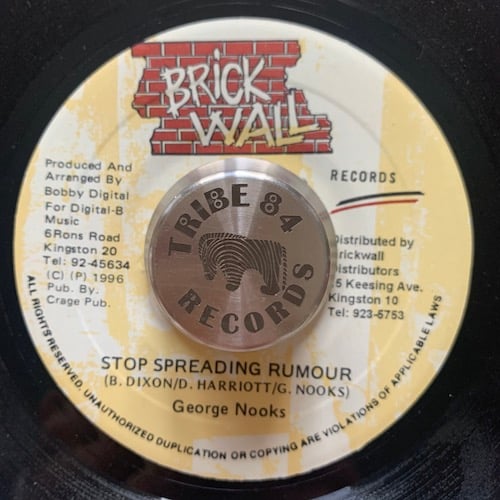 BRICK
WALL
RECORDS
Produced And
Arranged By
Bobby Digital
For Digital-B
Music
6Rons Road
Kingston 20
Tel: 92-45634
(C) (P) 1996
Pub. By:
Crage Pub.
TRIBE 84
RECORDS
Distributed by
Brickwall
Distributors
5 Keesing Ave.
Kingston 10
Tel: 923-5753
STOP SPREADING RUMOUR
(B. DIXON/D. HARRIOTT/G. NOOKS)
George Nooks
ALL RIGHTS RESERVED. UNAUTHORIZED DUPLICATION OR COPYING ARE VIOLATIONS OF APPLICABLE LAWS